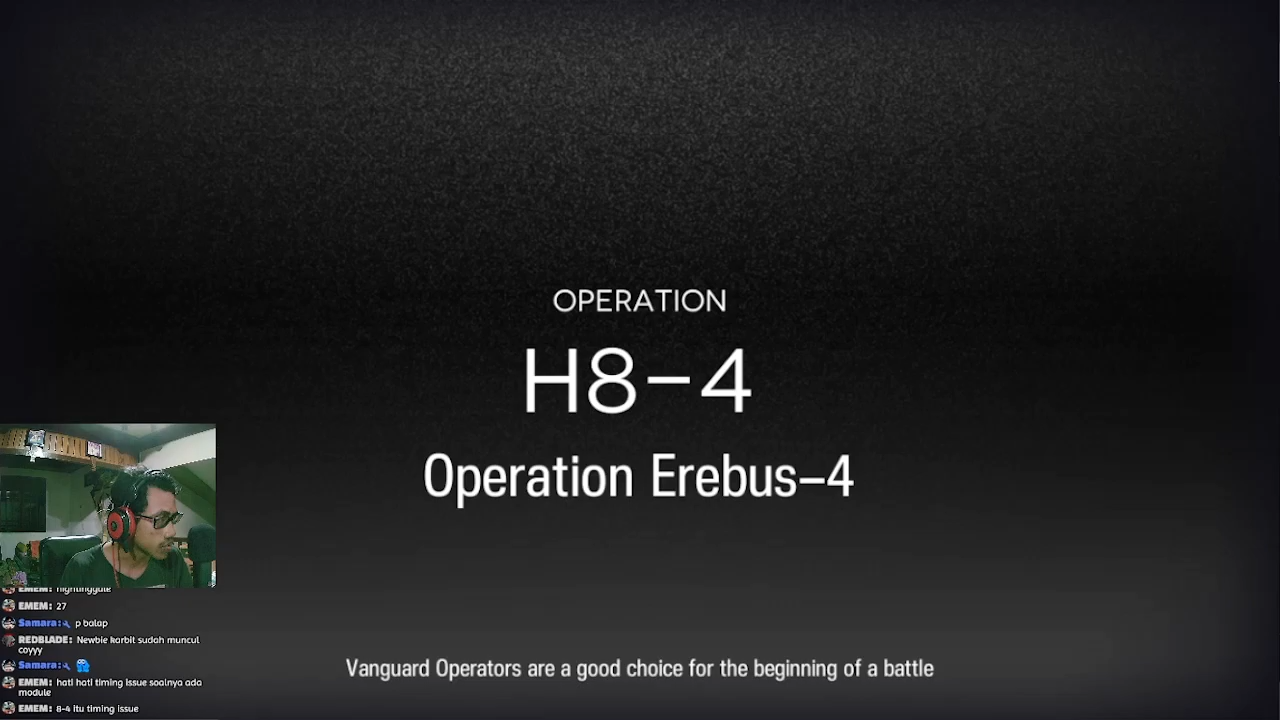 OPERATION
H8-4
Operation Erebus-4
EMEM: 27
Samara: p balap
REDBLADE: Newbie karbit sudah muncul
coyyy
Samara:
EMEM: hati hati timing issue soalnya ada
module
EMEM: 8-4 itu timing issue
Vanguard Operators are a good choice for the beginning of a battle